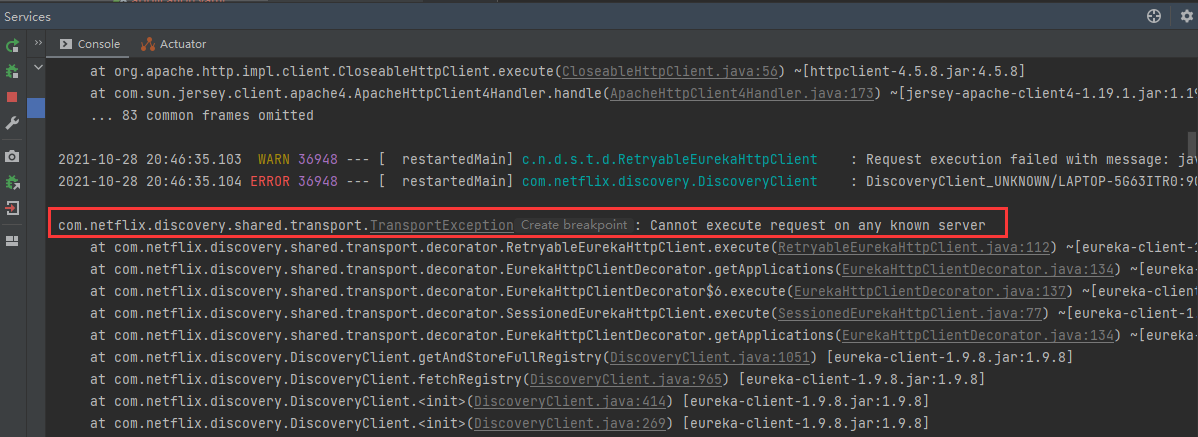 Services
Console Actuator
at org.apache.http.impl.client.CloseableHttpClient.execute(CloseableHttpClient.java:56) ~[httpclient-4.5.8.jar:4.5.8]
at com.sun.jersey.client.apache4.ApacheHttpClient4Handler.handle(ApacheHttpClient4Handler.java:173) ~[jersey-apache-client4-1.19.1.jar:1.19
... 83 common frames omitted
2021-10-28 20:46:35.103  WARN 36948 --- [  restartedMain] c.n.d.s.t.d.RetryableEurekaHttpClient    : Request execution failed with message: jav
2021-10-28 20:46:35.104 ERROR 36948 --- [  restartedMain] com.netflix.discovery.DiscoveryClient    : DiscoveryClient_UNKNOWN/LAPTOP-5G63ITR0:90
com.netflix.discovery.shared.transport.TransportException Create breakpoint : Cannot execute request on any known server
at com.netflix.discovery.shared.transport.decorator.RetryableEurekaHttpClient.execute(RetryableEurekaHttpClient.java:112) ~[eureka-client-1
at com.netflix.discovery.shared.transport.decorator.EurekaHttpClientDecorator.getApplications(EurekaHttpClientDecorator.java:134) ~[eureka-
at com.netflix.discovery.shared.transport.decorator.EurekaHttpClientDecorator$6.execute(EurekaHttpClientDecorator.java:137) ~[eureka-client
at com.netflix.discovery.shared.transport.decorator.SessionedEurekaHttpClient.execute(SessionedEurekaHttpClient.java:77) ~[eureka-client-1.
at com.netflix.discovery.shared.transport.decorator.EurekaHttpClientDecorator.getApplications(EurekaHttpClientDecorator.java:134) ~[eureka-
at com.netflix.discovery.DiscoveryClient.getAndStoreFullRegistry(DiscoveryClient.java:1051) [eureka-client-1.9.8.jar:1.9.8]
at com.netflix.discovery.DiscoveryClient.fetchRegistry(DiscoveryClient.java:965) [eureka-client-1.9.8.jar:1.9.8]
at com.netflix.discovery.DiscoveryClient.<init>(DiscoveryClient.java:414) [eureka-client-1.9.8.jar:1.9.8]
at com.netflix.discovery.DiscoveryClient.<init>(DiscoveryClient.java:269) [eureka-client-1.9.8.jar:1.9.8]